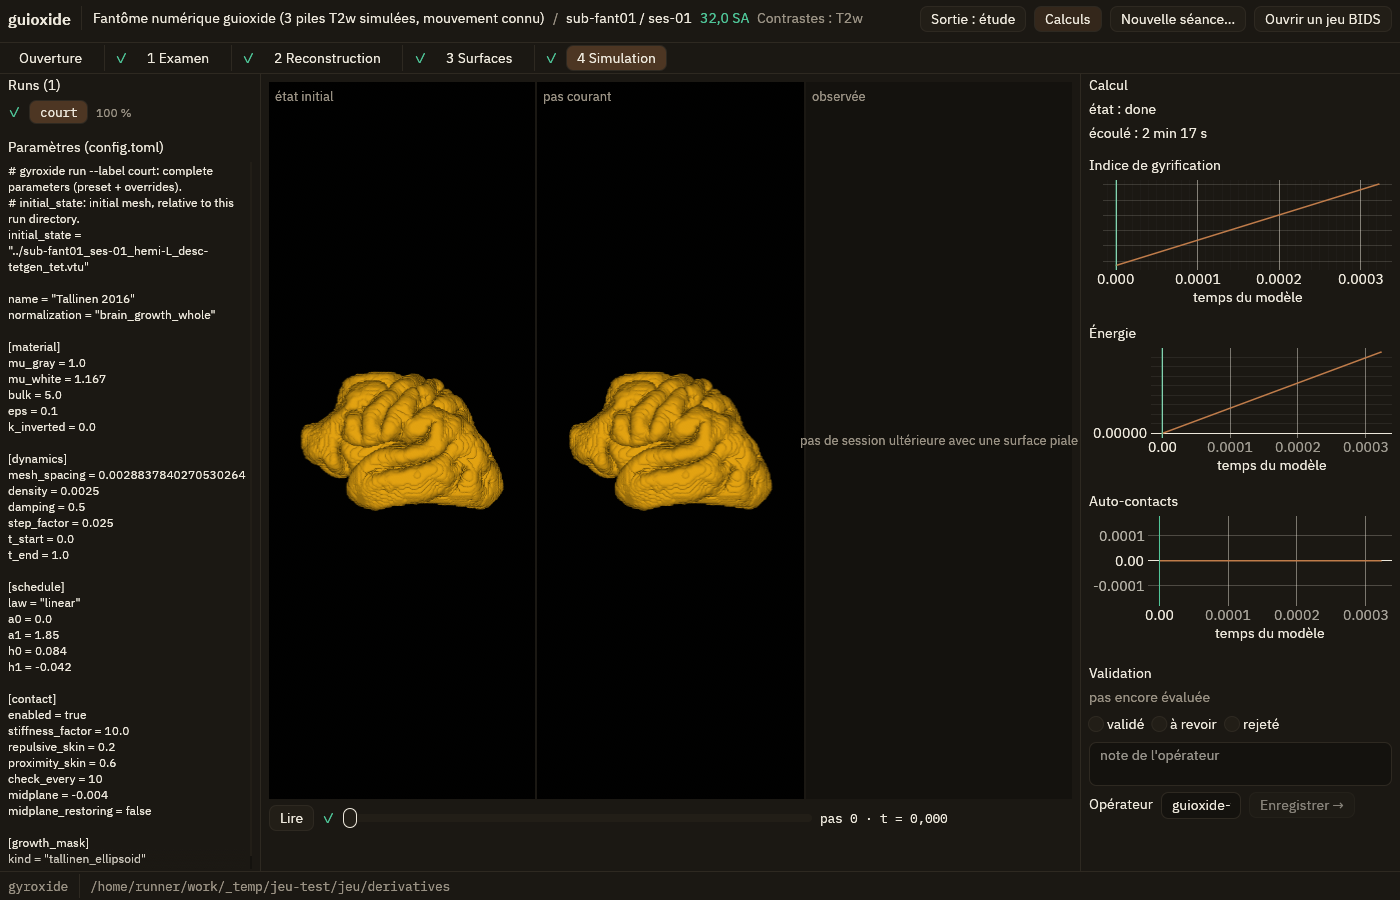 guioxide
Fantôme numérique guioxide (3 piles T2w simulées, mouvement connu) / sub-fant01 / ses-01 32,0 SA Contrastes : T2w
Sortie : étude
Calculs
Nouvelle séance...
Ouvrir un jeu BIDS
Ouverture
✓ 1 Examen
✓ 2 Reconstruction
✓ 3 Surfaces
✓ 4 Simulation
Runs (1)
✓ court 100 %
Paramètres (config.toml)
# gyroxide run --label court: complete
parameters (preset + overrides).
# initial_state: initial mesh, relative to this
run directory.
initial_state =
"../sub-fant01_ses-01_hemi-L_desc-
tetgen_tet.vtu"
name = "Tallinen 2016"
normalization = "brain_growth_whole"
[material]
mu_gray = 1.0
mu_white = 1.167
bulk = 5.0
eps = 0.1
k_inverted = 0.0
[dynamics]
mesh_spacing = 0.0028837840270530264
density = 0.0025
damping = 0.5
step_factor = 0.025
t_start = 0.0
t_end = 1.0
[schedule]
law = "linear"
a0 = 0.0
a1 = 1.85
h0 = 0.084
h1 = -0.042
[contact]
enabled = true
stiffness_factor = 10.0
repulsive_skin = 0.2
proximity_skin = 0.6
check_every = 10
midplane = -0.004
midplane_restoring = false
[growth_mask]
kind = "tallinen_ellipsoid"
état initial
pas courant
observée
pas de session ultérieure avec une surface piale
Lire ✓ pas 0 · t = 0,000
Calcul
état : done
écoulé : 2 min 17 s
Indice de gyrification
0.000 0.0001 0.0002 0.0003
temps du modèle
Énergie
0.00000
0.00 0.0001 0.0002 0.0003
temps du modèle
Auto-contacts
0.0001
0.00
-0.0001
0.00 0.0001 0.0002 0.0003
temps du modèle
Validation
pas encore évaluée
validé à revoir rejeté
note de l'opérateur
Opérateur guioxide- Enregistrer →
gyroxide /home/runner/work/_temp/jeu-test/jeu/derivatives